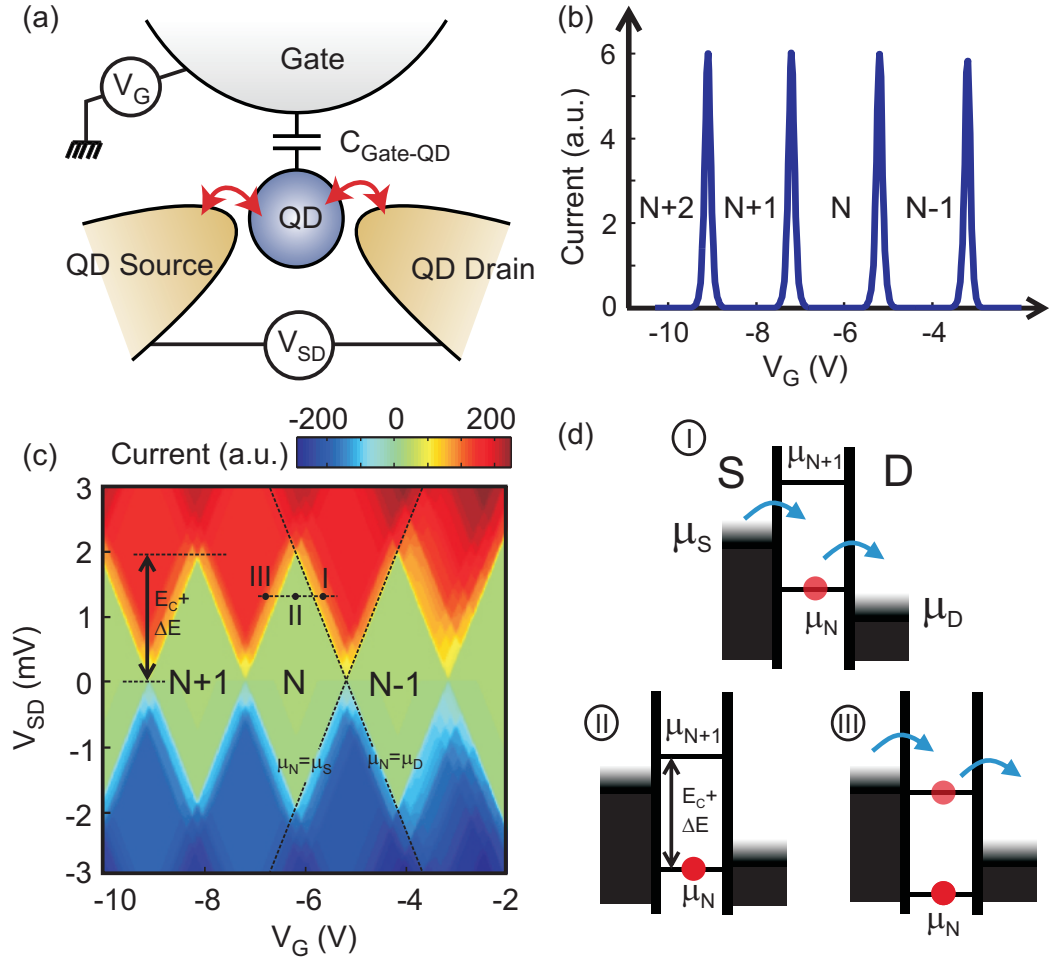 (a)
Gate
V_G
C_Gate-QD
QD
QD Source
QD Drain
V_SD
(b)
Current (a.u.)
6
4
2
0
N+2
N+1
N
N-1
-10
-8
-6
-4
V_G (V)
(c)
Current (a.u.)
-200
0
200
V_SD (mV)
3
2
1
0
-1
-2
-3
E_C+
ΔE
III
II
I
N+1
N
N-1
μ_N=μ_S
μ_N=μ_D
-10
-8
-6
-4
-2
V_G (V)
(d)
I
S
D
μ_N+1
μ_S
μ_N
μ_D
II
μ_N+1
E_C+
ΔE
μ_N
III
μ_N